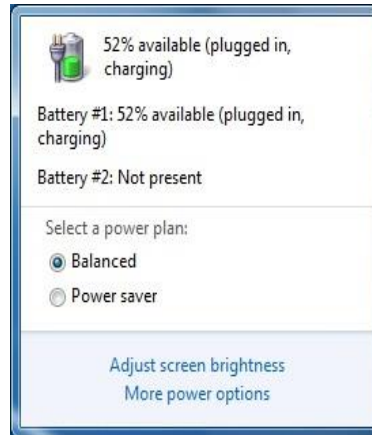 52% available (plugged in,
charging)
Battery #1: 52% available (plugged in,
charging)
Battery #2: Not present
Select a power plan:
Balanced
Power saver
Adjust screen brightness
More power options